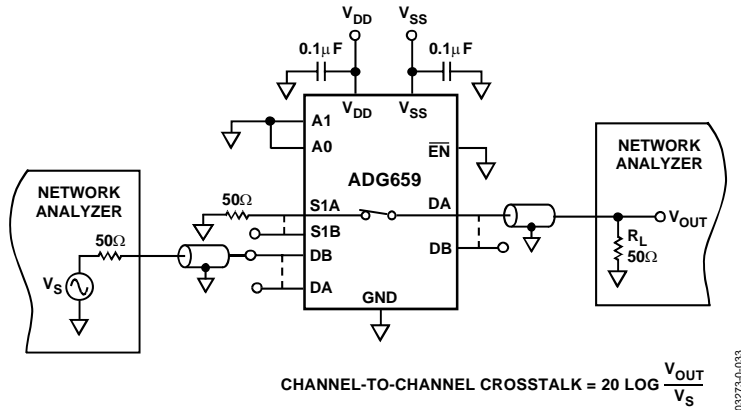 VDD
VSS
0.1µF
0.1µF
VDD
VSS
A1
A0
EN
ADG659
NETWORK
ANALYZER
50Ω
VS
50Ω
S1A
S1B
DB
DA
DA
DB
GND
NETWORK
ANALYZER
VOUT
RL
50Ω
CHANNEL-TO-CHANNEL CROSSTALK = 20 LOG VOUT
VS
03273-0-033